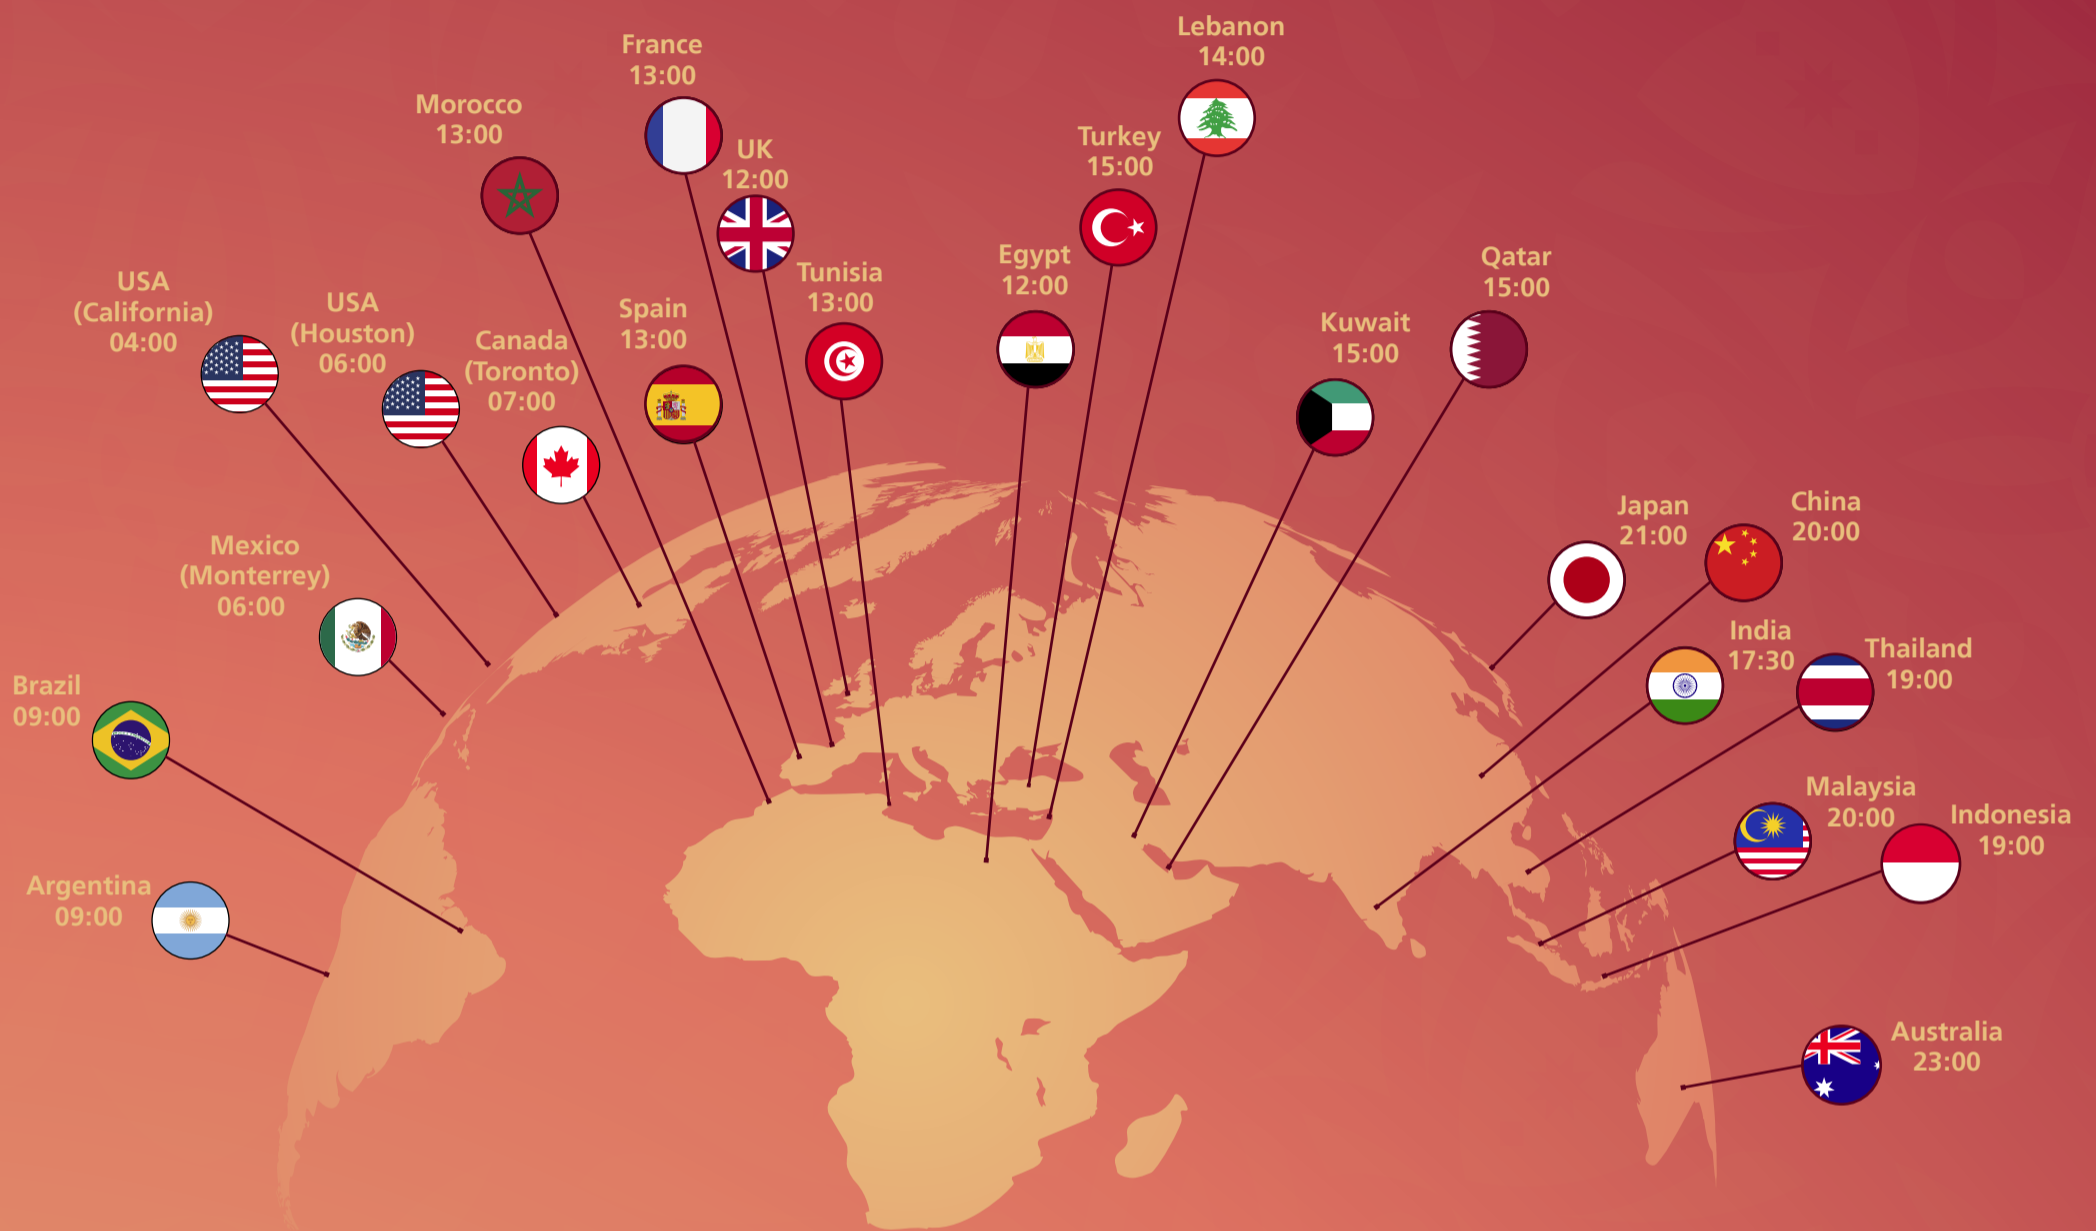 Lebanon
14:00
France
13:00
Morocco
13:00
UK
12:00
Turkey
15:00
Egypt
12:00
Qatar
15:00
Tunisia
13:00
USA
(California)
04:00
USA
(Houston)
06:00
Canada
(Toronto)
07:00
Spain
13:00
Kuwait
15:00
Japan
21:00
China
20:00
Mexico
(Monterrey)
06:00
India
17:30
Thailand
19:00
Brazil
09:00
Malaysia
20:00
Indonesia
19:00
Argentina
09:00
Australia
23:00